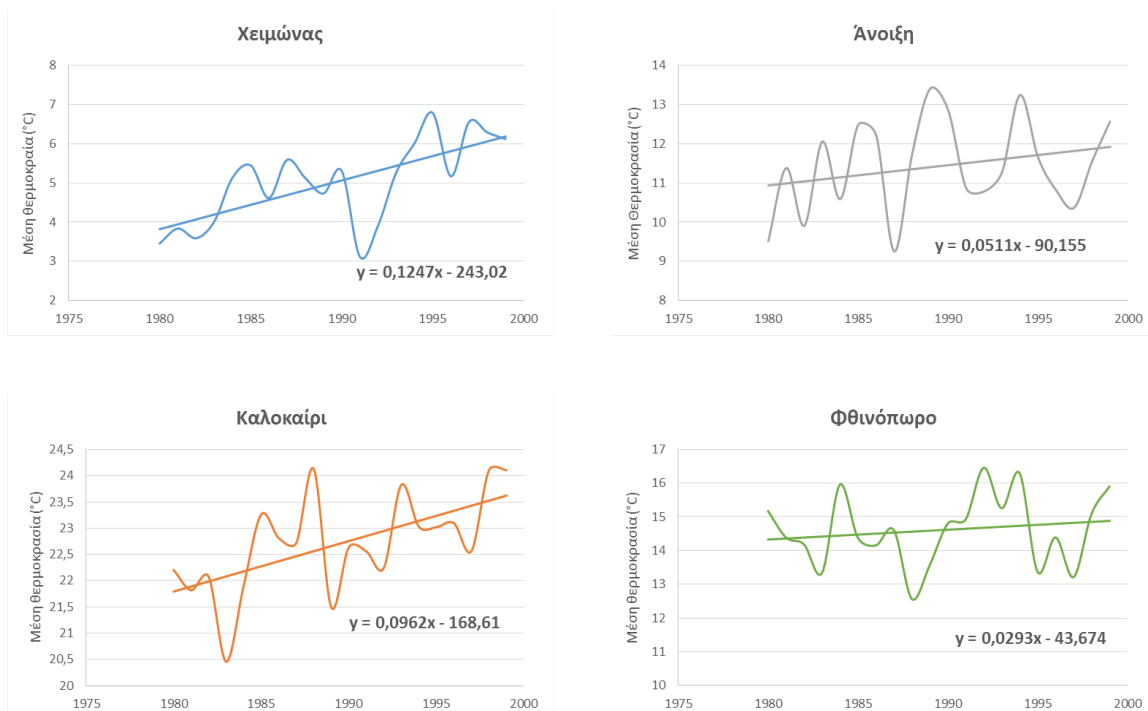 Χειμώνας
Μέση θερμοκραία (°C)
8
7
6
5
4
3
2
y = 0,1247x - 243,02
1975 1980 1985 1990 1995 2000
Άνοιξη
Μέση Θερμοκρασία (°C)
14
13
12
11
10
9
8
y = 0,0511x - 90,155
1975 1980 1985 1990 1995 2000
Καλοκαίρι
Μέση θερμοκρασία (°C)
24,5
24
23,5
23
22,5
22
21,5
21
20,5
20
y = 0,0962x - 168,61
1975 1980 1985 1990 1995 2000
Φθινόπωρο
Μέση θερμοκρασία (°C)
17
16
15
14
13
12
11
10
y = 0,0293x - 43,674
1975 1980 1985 1990 1995 2000